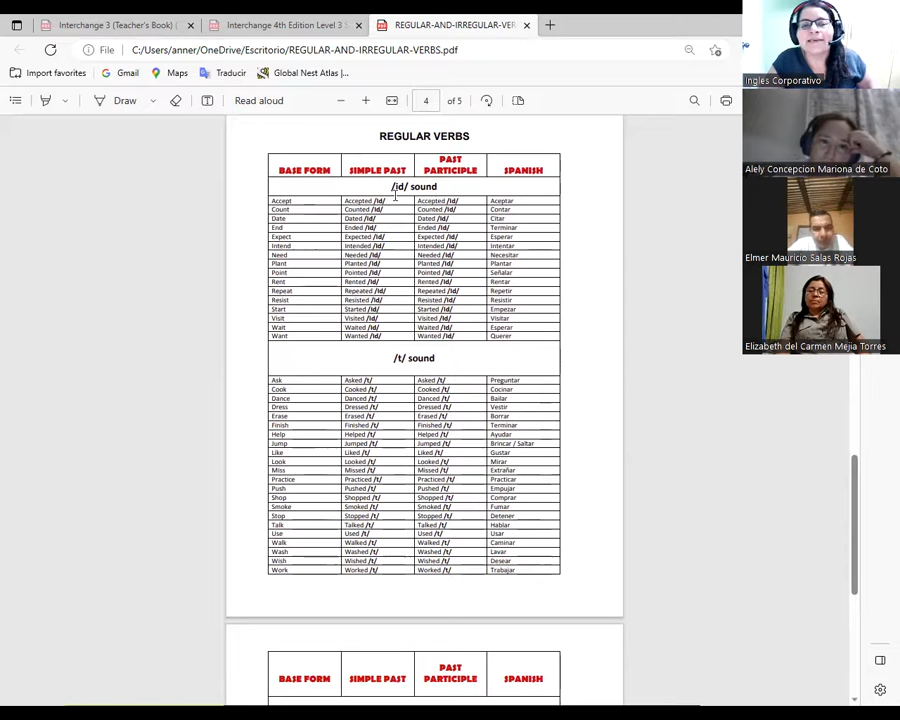 Interchange 3 (Teacher's Book) (
Interchange 4th Edition Level 3 S
REGULAR-AND-IRREGULAR-VER
File C:/Users/anner/OneDrive/Escritorio/REGULAR-AND-IRREGULAR-VERBS.pdf
Import favorites Gmail Maps Traducir Global Nest Atlas |...
Draw Read aloud 4 of 5
REGULAR VERBS
BASE FORM SIMPLE PAST PAST PARTICIPLE SPANISH
/id/ sound
Accept Accepted /id/ Accepted /id/ Aceptar
Count Counted /id/ Counted /id/ Contar
Date Dated /id/ Dated /id/ Citar
End Ended /id/ Ended /id/ Terminar
Expect Expected /id/ Expected /id/ Esperar
Intend Intended /id/ Intended /id/ Intentar
Need Needed /id/ Needed /id/ Necesitar
Plant Planted /id/ Planted /id/ Plantar
Point Pointed /id/ Pointed /id/ Señalar
Rent Rented /id/ Rented /id/ Rentar
Repeat Repeated /id/ Repeated /id/ Repetir
Resist Resisted /id/ Resisted /id/ Resistir
Start Started /id/ Started /id/ Empezar
Visit Visited /id/ Visited /id/ Visitar
Wait Waited /id/ Waited /id/ Esperar
Want Wanted /id/ Wanted /id/ Querer
/t/ sound
Ask Asked /t/ Asked /t/ Preguntar
Cook Cooked /t/ Cooked /t/ Cocinar
Dance Danced /t/ Danced /t/ Bailar
Dress Dressed /t/ Dressed /t/ Vestir
Erase Erased /t/ Erased /t/ Borrar
Finish Finished /t/ Finished /t/ Terminar
Help Helped /t/ Helped /t/ Ayudar
Jump Jumped /t/ Jumped /t/ Brincar / Saltar
Like Liked /t/ Liked /t/ Gustar
Look Looked /t/ Looked /t/ Mirar
Miss Missed /t/ Missed /t/ Extrañar
Practice Practiced /t/ Practiced /t/ Practicar
Push Pushed /t/ Pushed /t/ Empujar
Shop Shopped /t/ Shopped /t/ Comprar
Smoke Smoked /t/ Smoked /t/ Fumar
Stop Stopped /t/ Stopped /t/ Detener
Talk Talked /t/ Talked /t/ Hablar
Use Used /t/ Used /t/ Usar
Walk Walked /t/ Walked /t/ Caminar
Wash Washed /t/ Washed /t/ Lavar
Wish Wished /t/ Wished /t/ Desear
Work Worked /t/ Worked /t/ Trabajar
BASE FORM SIMPLE PAST PAST PARTICIPLE SPANISH
Ingles Corporativo
Alely Concepcion Mariona de Coto
Elmer Mauricio Salas Rojas
Elizabeth del Carmen Mejia Torres